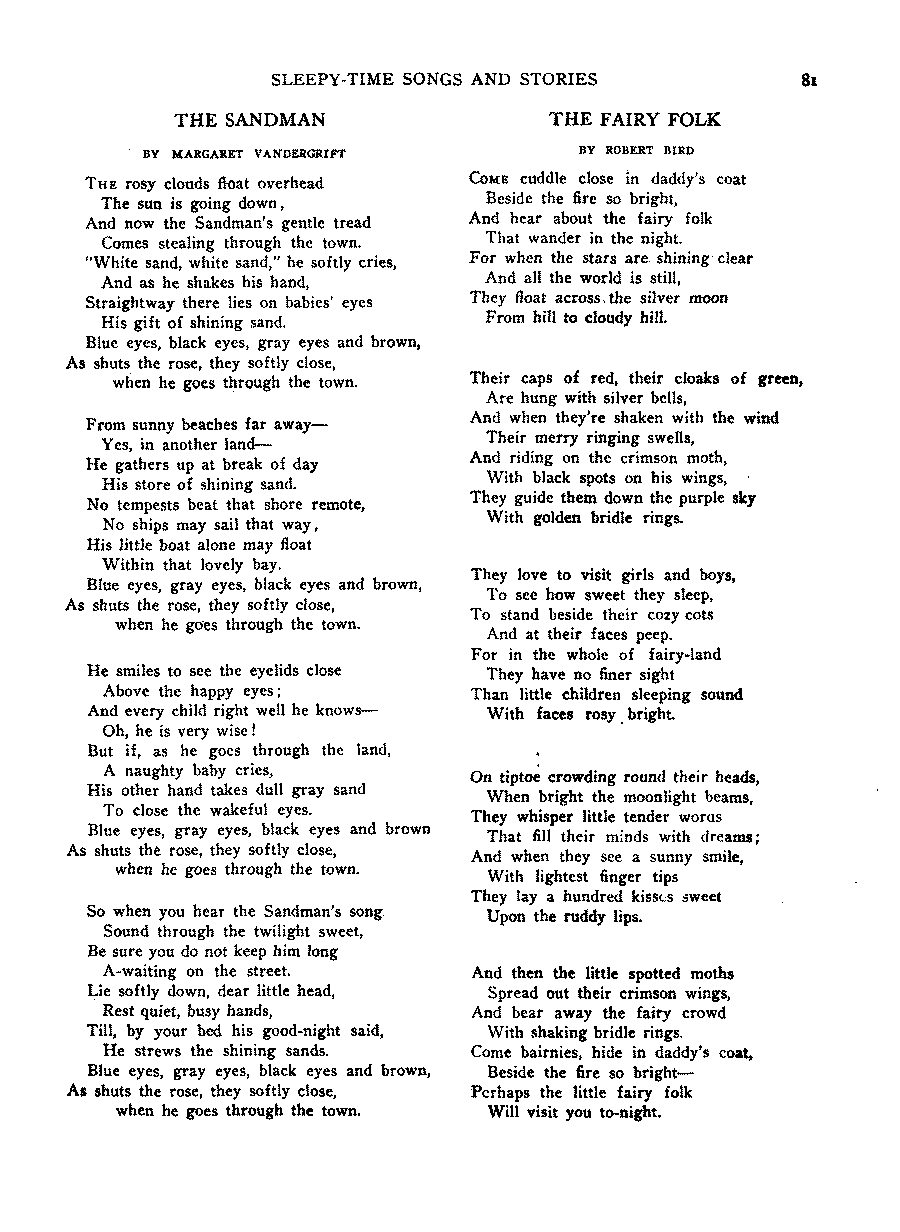 SLEEPY-TIME SONGS AND STORIES 81
THE SANDMAN
BY MARGARET VANDERGRIFT
THE rosy clouds float overhead
The sun is going down,
And now the Sandman's gentle tread
Comes stealing through the town.
"White sand, white sand," he softly cries,
And as he shakes his hand,
Straightway there lies on babies' eyes
His gift of shining sand.
Blue eyes, black eyes, gray eyes and brown,
As shuts the rose, they softly close,
when he goes through the town.
From sunny beaches far away—
Yes, in another land—
He gathers up at break of day
His store of shining sand.
No tempests beat that shore remote,
No ships may sail that way,
His little boat alone may float
Within that lovely bay.
Blue eyes, gray eyes, black eyes and brown,
As shuts the rose, they softly close,
when he goes through the town.
He smiles to see the eyelids close
Above the happy eyes;
And every child right well he knows—
Oh, he is very wise!
But if, as he goes through the land,
A naughty baby cries,
His other hand takes dull gray sand
To close the wakeful eyes.
Blue eyes, gray eyes, black eyes and brown
As shuts the rose, they softly close,
when he goes through the town.
So when you hear the Sandman's song
Sound through the twilight sweet,
Be sure you do not keep him long
A-waiting on the street.
Lie softly down, dear little head,
Rest quiet, busy hands,
Till, by your bed his good-night said,
He strews the shining sands.
Blue eyes, gray eyes, black eyes and brown,
As shuts the rose, they softly close,
when he goes through the town.
THE FAIRY FOLK
BY ROBERT BIRD
COME cuddle close in daddy's coat
Beside the fire so bright,
And hear about the fairy folk
That wander in the night.
For when the stars are shining clear
And all the world is still,
They float across the silver moon
From hill to cloudy hill.
Their caps of red, their cloaks of green,
Are hung with silver bells,
And when they're shaken with the wind
Their merry ringing swells,
And riding on the crimson moth,
With black spots on his wings,
They guide them down the purple sky
With golden bridle rings.
They love to visit girls and boys,
To see how sweet they sleep,
To stand beside their cozy cots
And at their faces peep.
For in the whole of fairy-land
They have no finer sight
Than little children sleeping sound
With faces rosy bright.
On tiptoe crowding round their heads,
When bright the moonlight beams,
They whisper little tender words
That fill their minds with dreams;
And when they see a sunny smile,
With lightest finger tips
They lay a hundred kisses sweet
Upon the ruddy lips.
And then the little spotted moths
Spread out their crimson wings,
And bear away the fairy crowd
With shaking bridle rings.
Come bairnies, hide in daddy's coat,
Beside the fire so bright—
Perhaps the little fairy folk
Will visit you to-night.